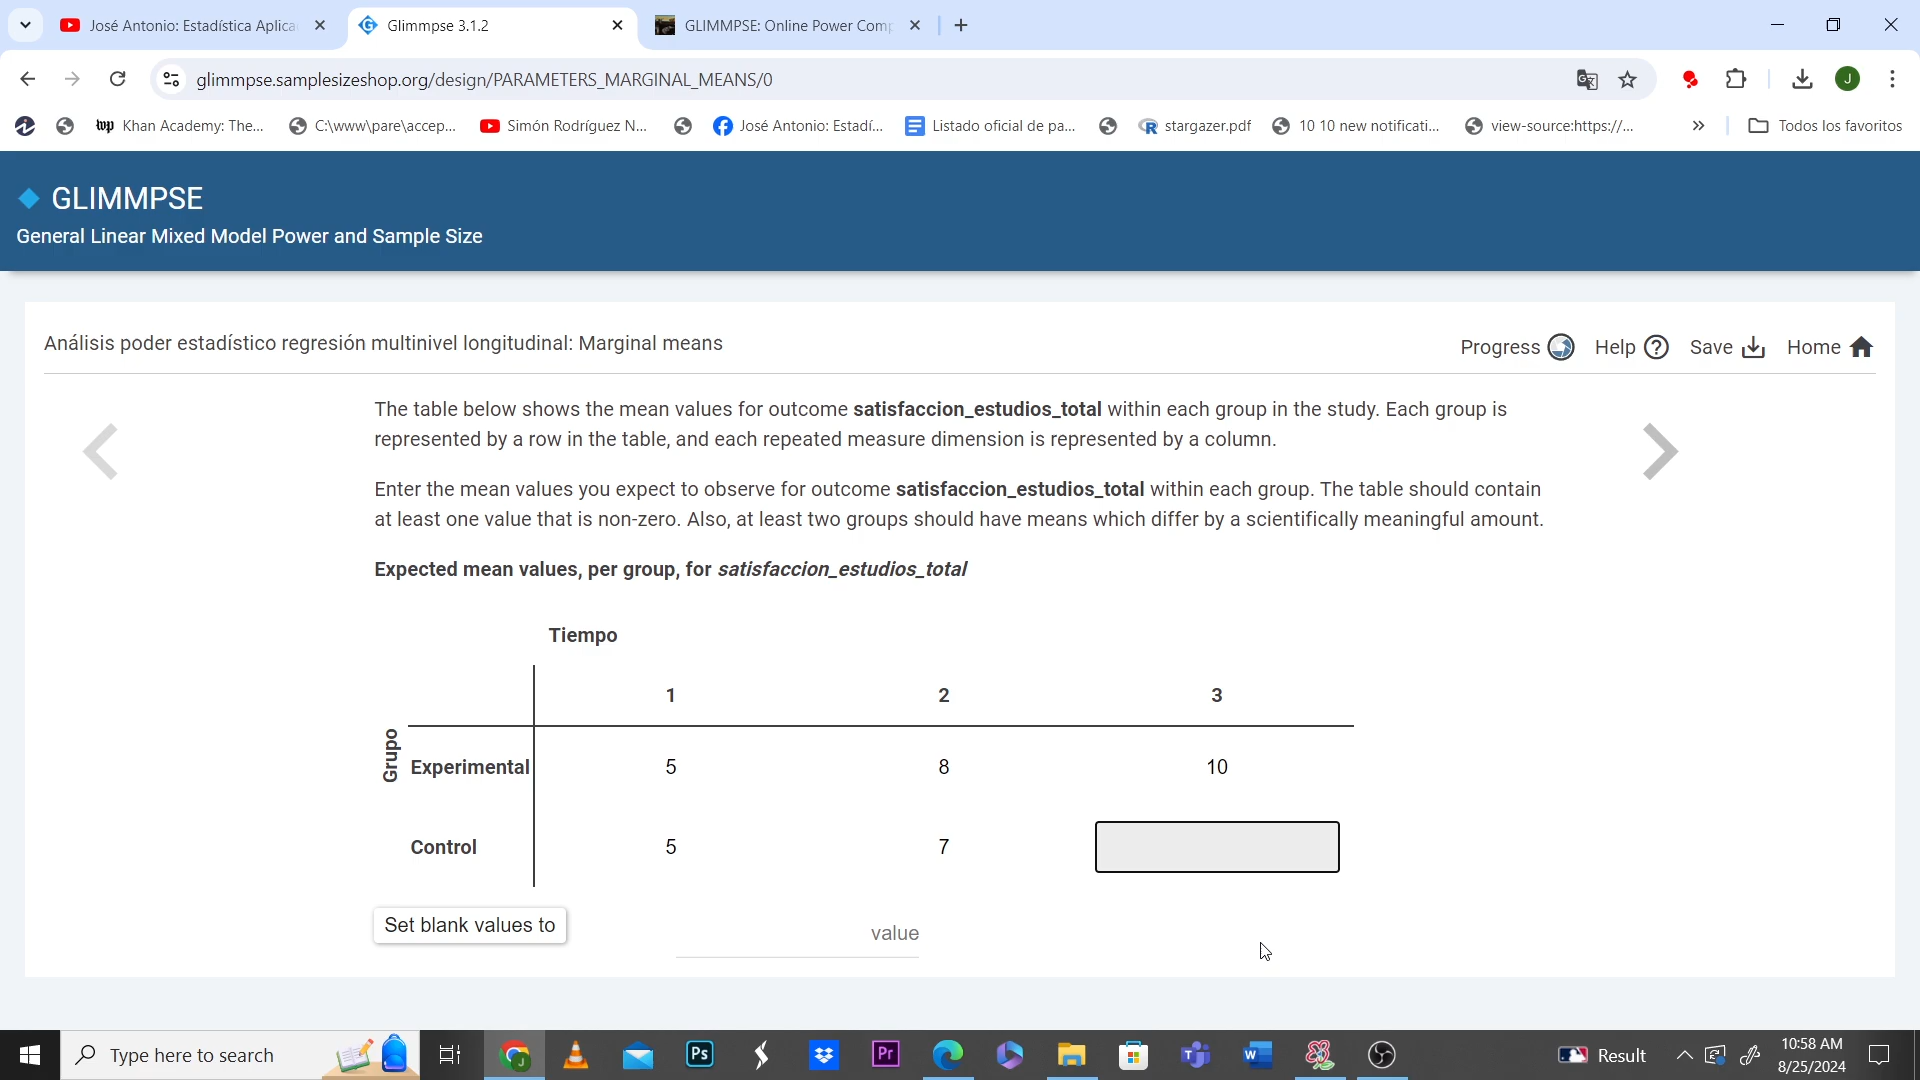 José Antonio: Estadística Aplica
Glimmpse 3.1.2
GLIMMPSE: Online Power Comp
glimmpse.samplesizeshop.org/design/PARAMETERS_MARGINAL_MEANS/0
J
wp Khan Academy: The...
C:\www\pare\accep...
Simón Rodríguez N...
José Antonio: Estadí...
Listado oficial de pa...
stargazer.pdf
10 10 new notificati...
view-source:https://...
Todos los favoritos
GLIMMPSE
General Linear Mixed Model Power and Sample Size
Análisis poder estadístico regresión multinivel longitudinal: Marginal means
Progress
Help
Save
Home
The table below shows the mean values for outcome satisfaccion_estudios_total within each group in the study. Each group is
represented by a row in the table, and each repeated measure dimension is represented by a column.
Enter the mean values you expect to observe for outcome satisfaccion_estudios_total within each group. The table should contain
at least one value that is non-zero. Also, at least two groups should have means which differ by a scientifically meaningful amount.
Expected mean values, per group, for satisfaccion_estudios_total
Tiempo
1 2 3
Grupo
Experimental 5 8 10
Control 5 7
Set blank values to
value
Type here to search
Ps
Pr
Result
10:58 AM
8/25/2024